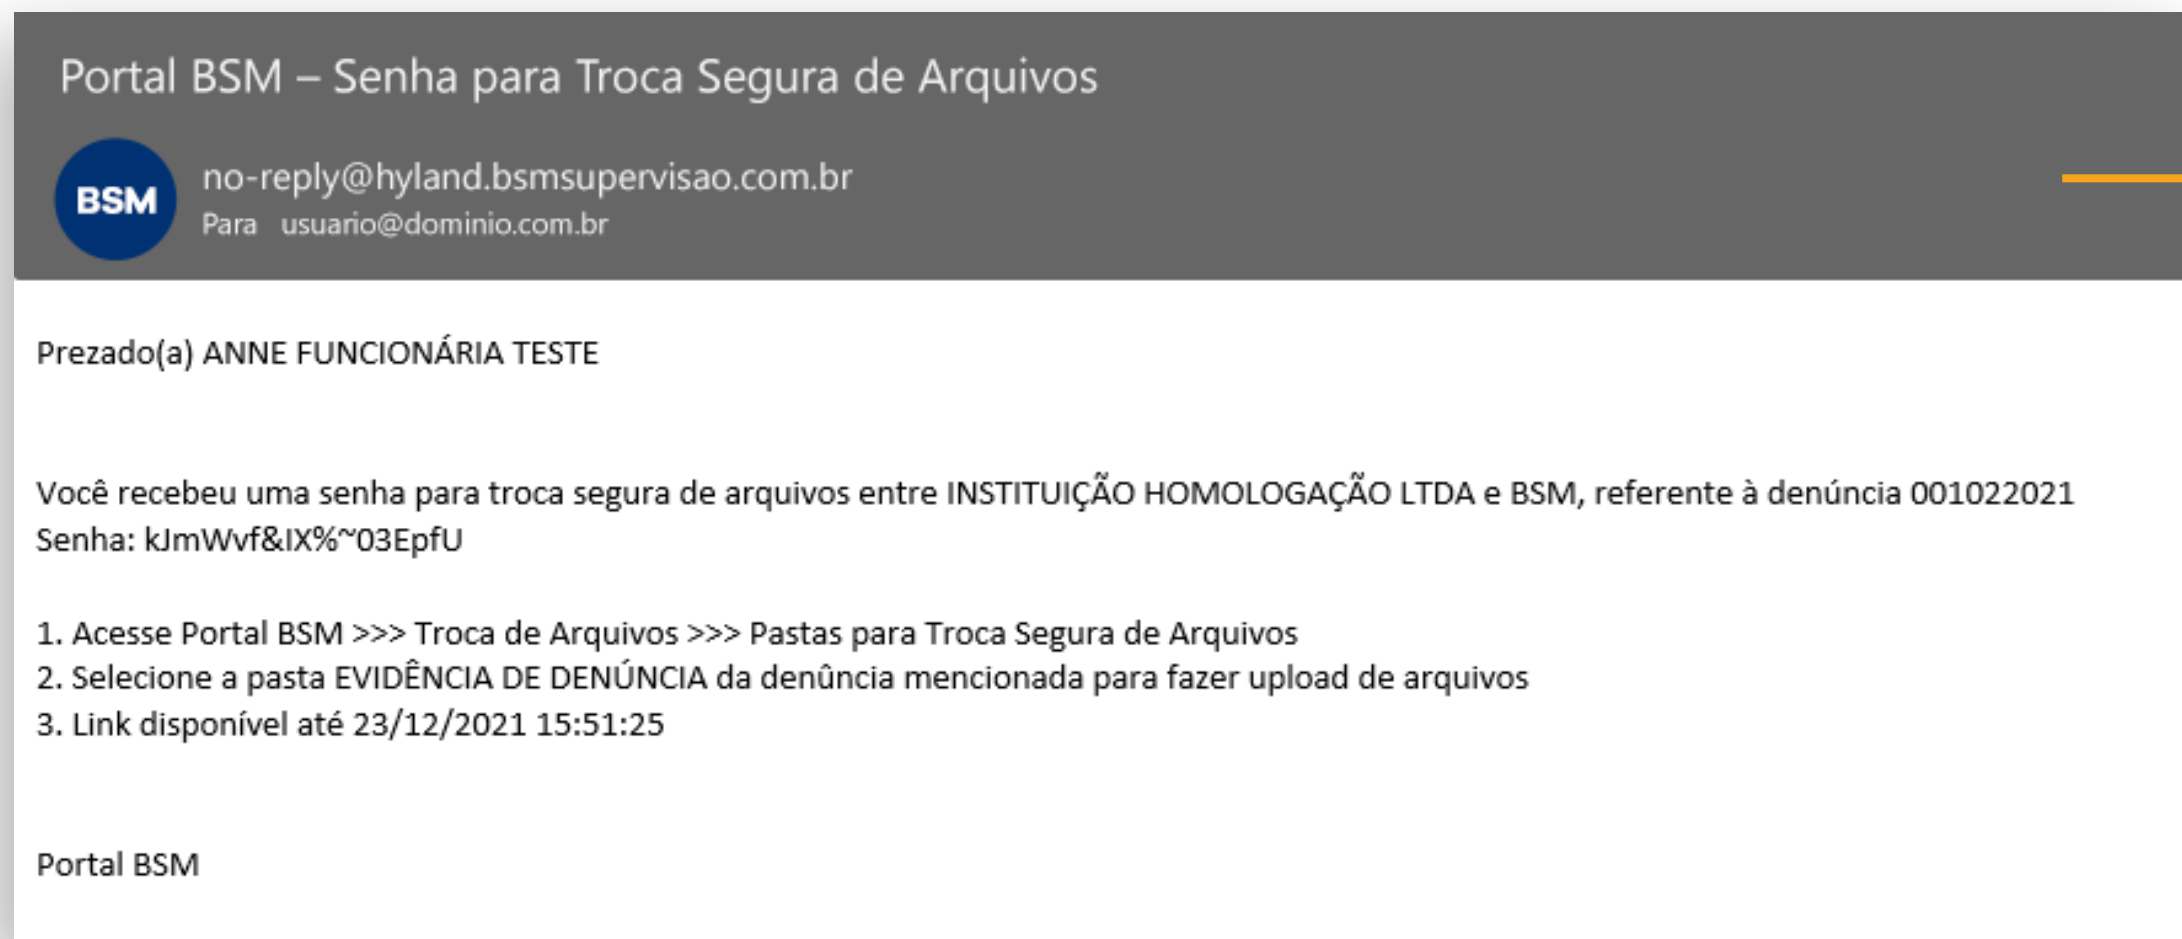 Portal BSM – Senha para Troca Segura de Arquivos
BSM
no-reply@hyland.bsmsupervisao.com.br
Para usuario@dominio.com.br
Prezado(a) ANNE FUNCIONÁRIA TESTE
Você recebeu uma senha para troca segura de arquivos entre INSTITUIÇÃO HOMOLOGAÇÃO LTDA e BSM, referente à denúncia 001022021
Senha: kJmWvf&IX%~03EpfU
1. Acesse Portal BSM >>> Troca de Arquivos >>> Pastas para Troca Segura de Arquivos
2. Selecione a pasta EVIDÊNCIA DE DENÚNCIA da denûncia mencionada para fazer upload de arquivos
3. Link disponível até 23/12/2021 15:51:25
Portal BSM